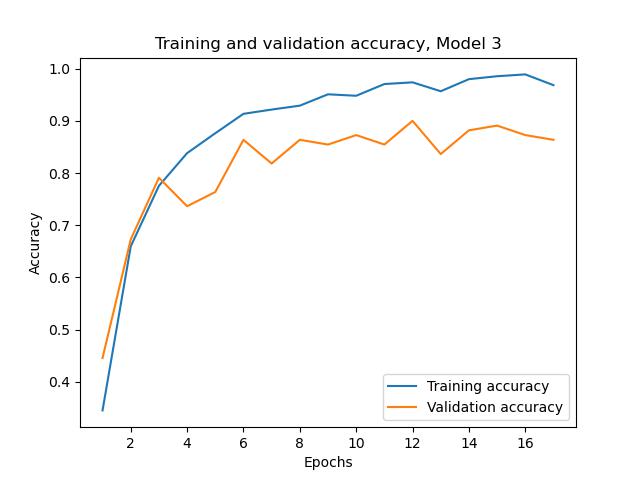 Training and validation accuracy, Model 3
1.0
0.9
0.8
0.7
0.6
0.5
0.4
Accuracy
Training accuracy
Validation accuracy
2 4 6 8 10 12 14 16
Epochs